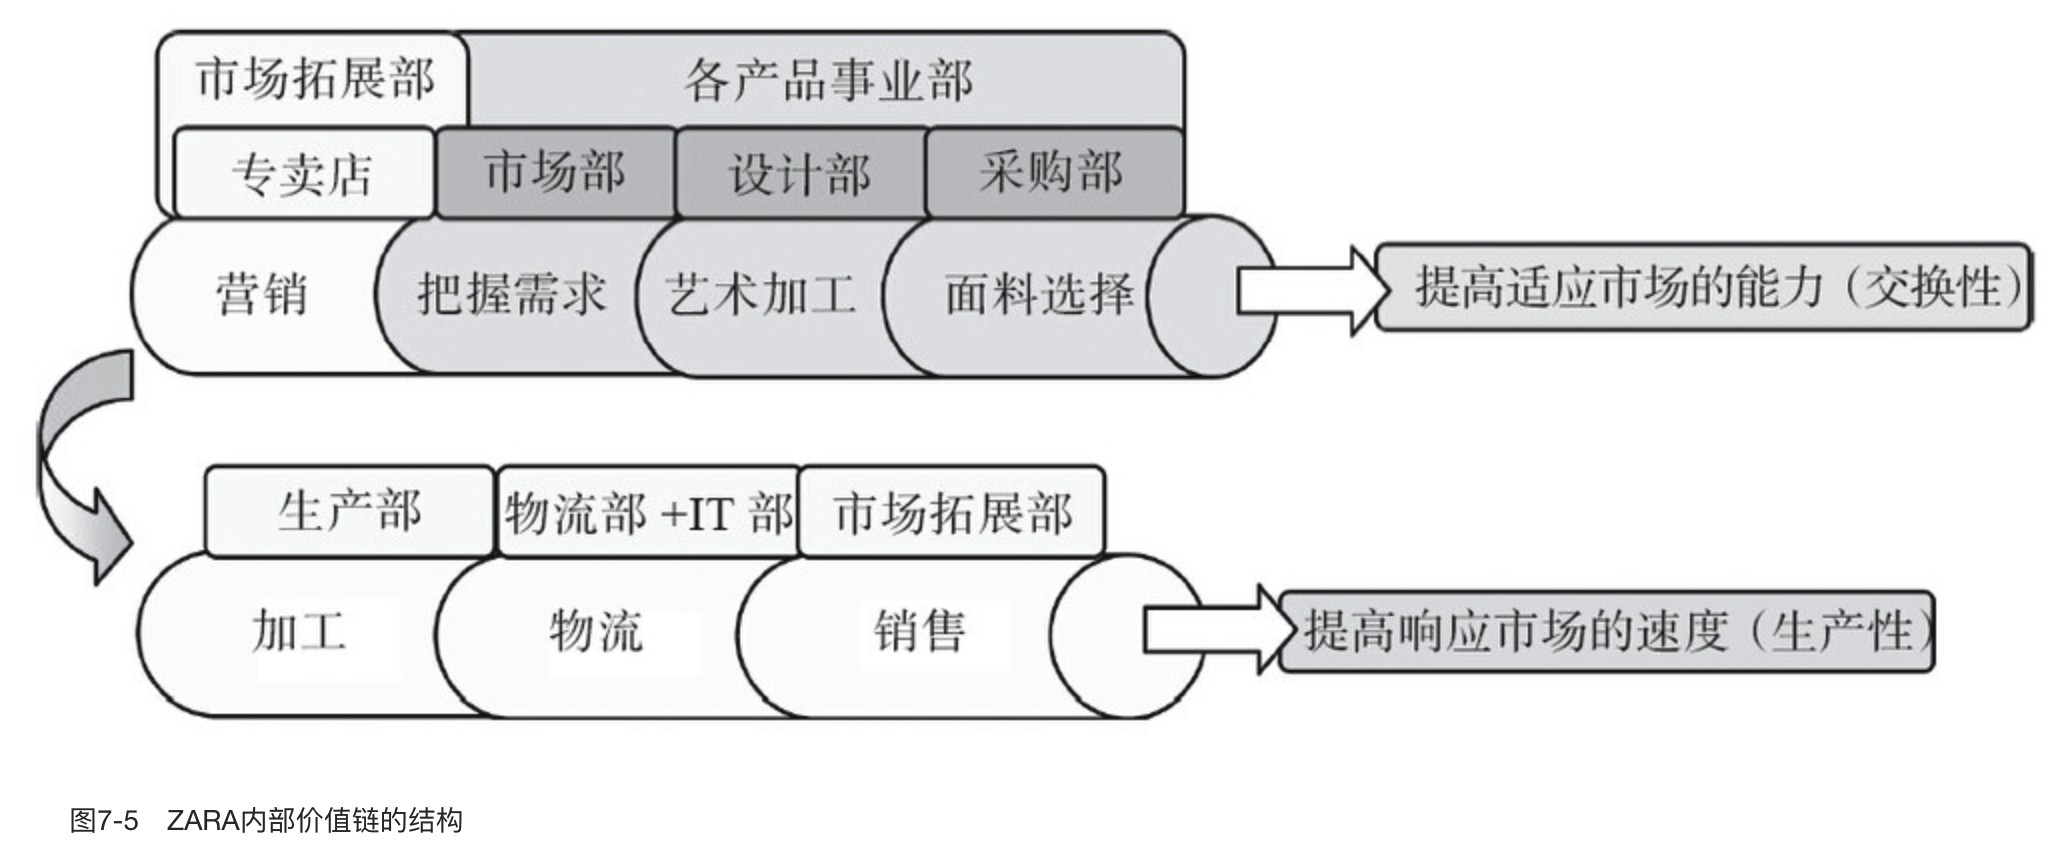 市场拓展部
各产品事业部
专卖店
市场部
设计部
采购部
营销
把握需求
艺术加工
面料选择
提高适应市场的能力（交换性）
生产部
物流部+IT 部
市场拓展部
加工
物流
销售
提高响应市场的速度（生产性）
图7-5 ZARA内部价值链的结构